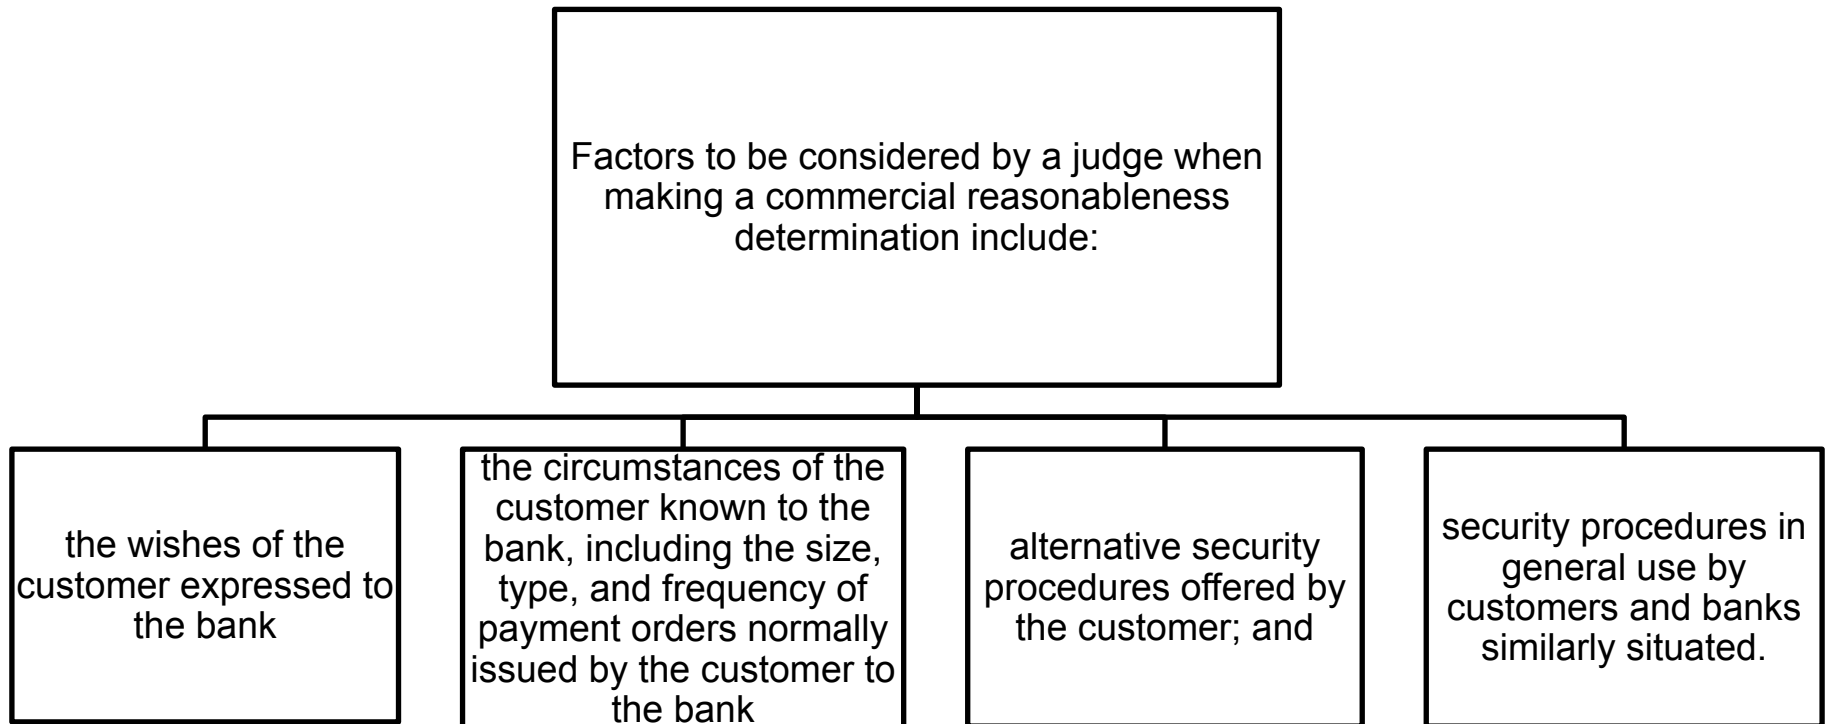 Factors to be considered by a judge when
making a commercial reasonableness
determination include:
the wishes of the
customer expressed to
the bank
the circumstances of the
customer known to the
bank, including the size,
type, and frequency of
payment orders normally
issued by the customer to
the bank
alternative security
procedures offered by
the customer; and
security procedures in
general use by
customers and banks
similarly situated.